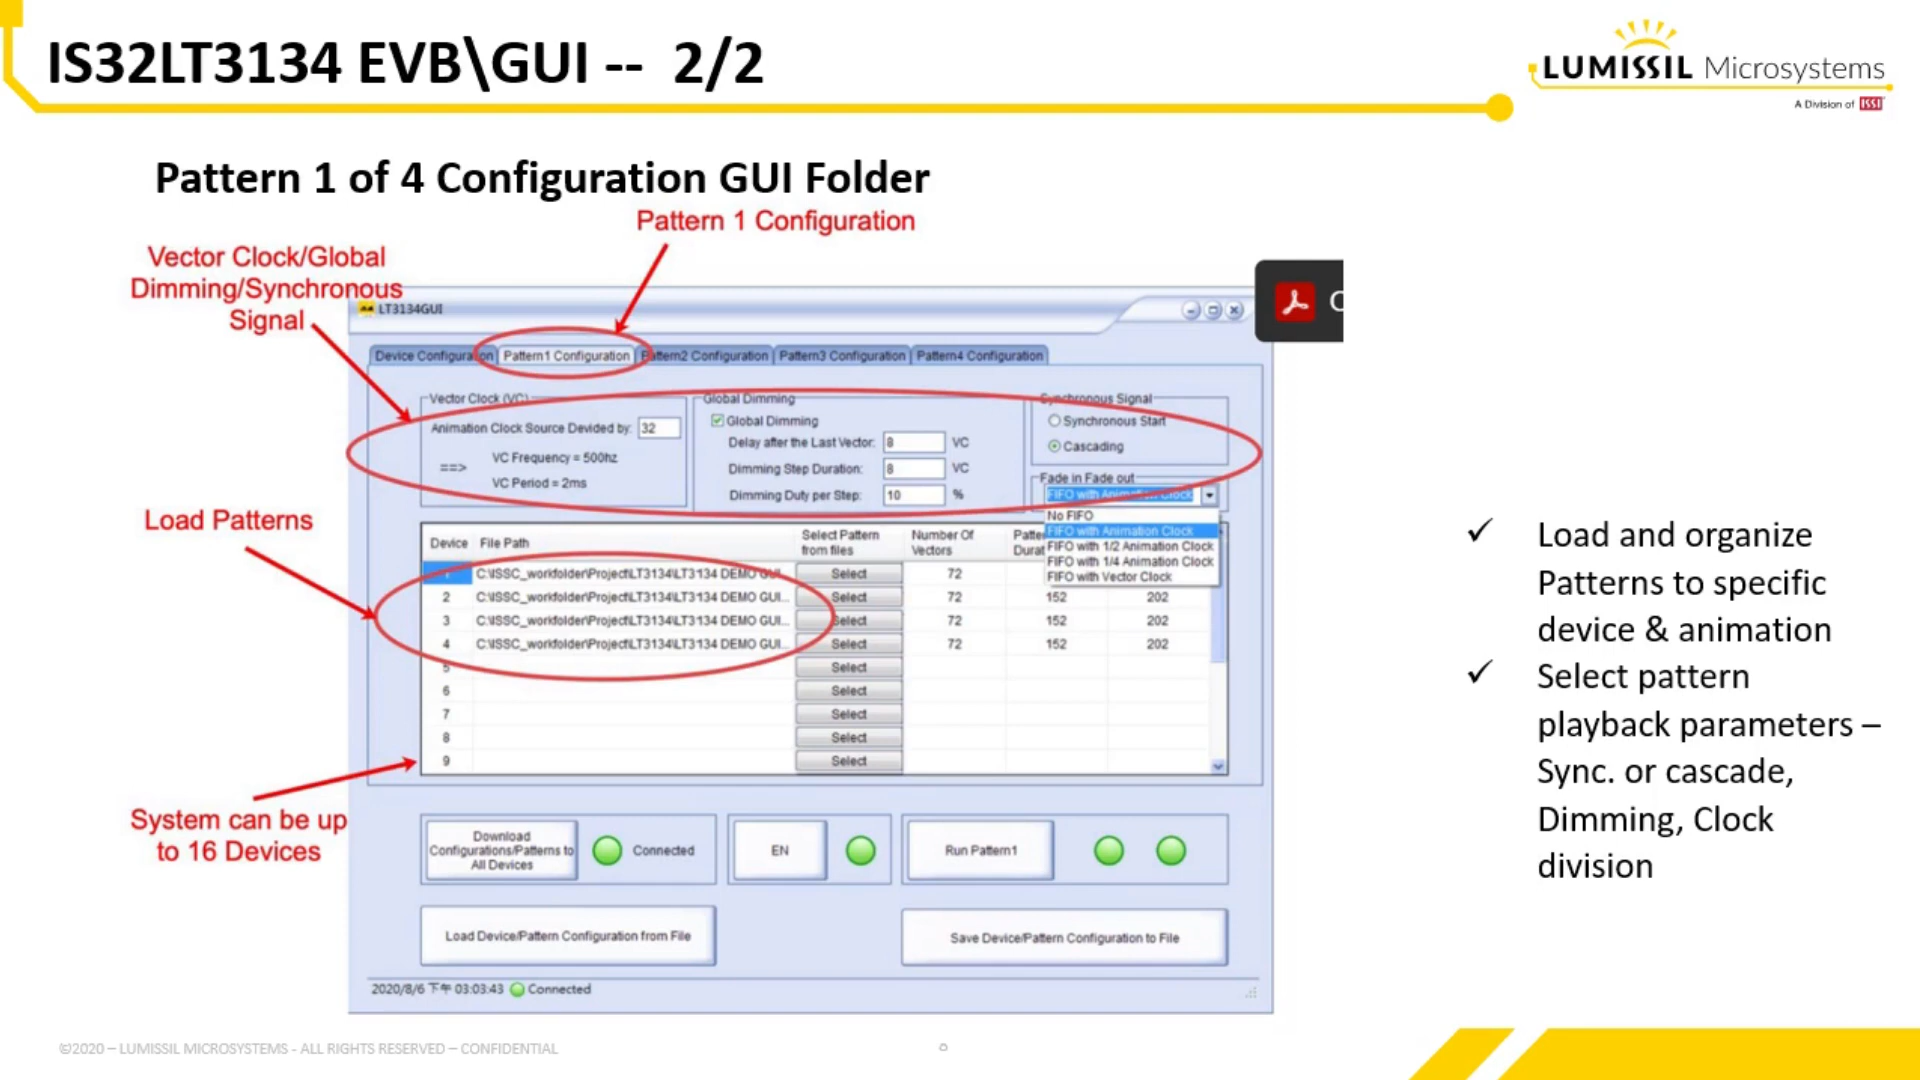 IS32LT3134 EVB\GUI -- 2/2
LUMISSIL Microsystems
A Division of ISSI
Pattern 1 of 4 Configuration GUI Folder
Pattern 1 Configuration
Vector Clock/Global
Dimming/Synchronous
Signal
LT3134GUI
Device Configuration
Pattern1 Configuration
Pattern2 Configuration
Pattern3 Configuration
Pattern4 Configuration
Vector Clock (VC)
Animation Clock Source Devided by: 32
==> VC Frequency = 500hz
VC Period = 2ms
Global Dimming
Global Dimming
Delay after the Last Vector: 8 VC
Dimming Step Duration: 8 VC
Dimming Duty per Step: 10 %
Synchronous Signal
Synchronous Start
Cascading
Fade in Fade out
FIFO with Animation Clock
No FIFO
FIFO with Animation Clock
FIFO with 1/2 Animation Clock
FIFO with 1/4 Animation Clock
FIFO with Vector Clock
Load Patterns
Device
File Path
Select Pattern
from files
Number Of
Vectors
1 C:\ISSC_workfolder\Project\LT3134\LT3134 DEMO GUI... Select 72
2 C:\ISSC_workfolder\Project\LT3134\LT3134 DEMO GUI... Select 72 152 202
3 C:\ISSC_workfolder\Project\LT3134\LT3134 DEMO GUI... Select 72 152 202
4 C:\ISSC_workfolder\Project\LT3134\LT3134 DEMO GUI... Select 72 152 202
5 Select
6 Select
7 Select
8 Select
9 Select
System can be up
to 16 Devices
Download
Configurations/Patterns to
All Devices
Connected
EN
Run Pattern1
Load Device/Pattern Configuration from File
Save Device/Pattern Configuration to File
2020/8/6 下午 03:03:43 Connected
✓ Load and organize
Patterns to specific
device & animation
✓ Select pattern
playback parameters –
Sync. or cascade,
Dimming, Clock
division
©2020 – LUMISSIL MICROSYSTEMS - ALL RIGHTS RESERVED – CONFIDENTIAL